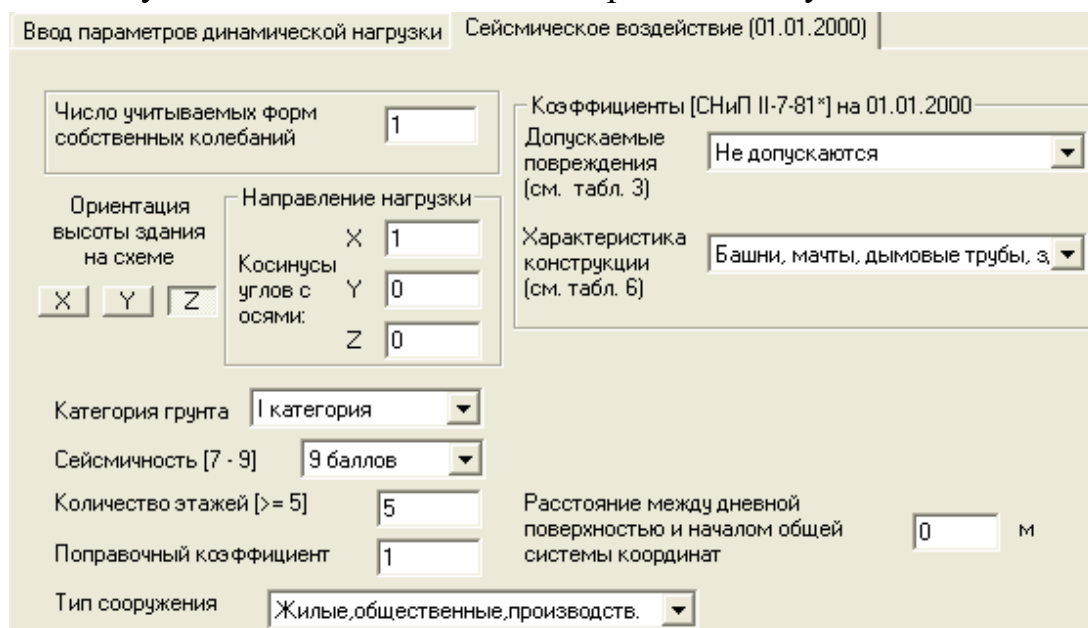 Ввод параметров динамической нагрузки Сейсмическое воздействие (01.01.2000)
Число учитываемых форм
собственных колебаний
1
Ориентация
высоты здания
на схеме
X Y Z
Направление нагрузки
Косинусы
углов с
осями:
X 1
Y 0
Z 0
Коэффициенты [СНиП II-7-81*] на 01.01.2000
Допускаемые
повреждения
(см. табл. 3)
Не допускаются
Характеристика
конструкции
(см. табл. 6)
Башни, мачты, дымовые трубы, з
Категория грунта I категория
Сейсмичность [7 - 9] 9 баллов
Количество этажей [>= 5] 5
Поправочный коэффициент 1
Расстояние между дневной
поверхностью и началом общей
системы координат
0 м
Тип сооружения Жилые,общественные,производств.